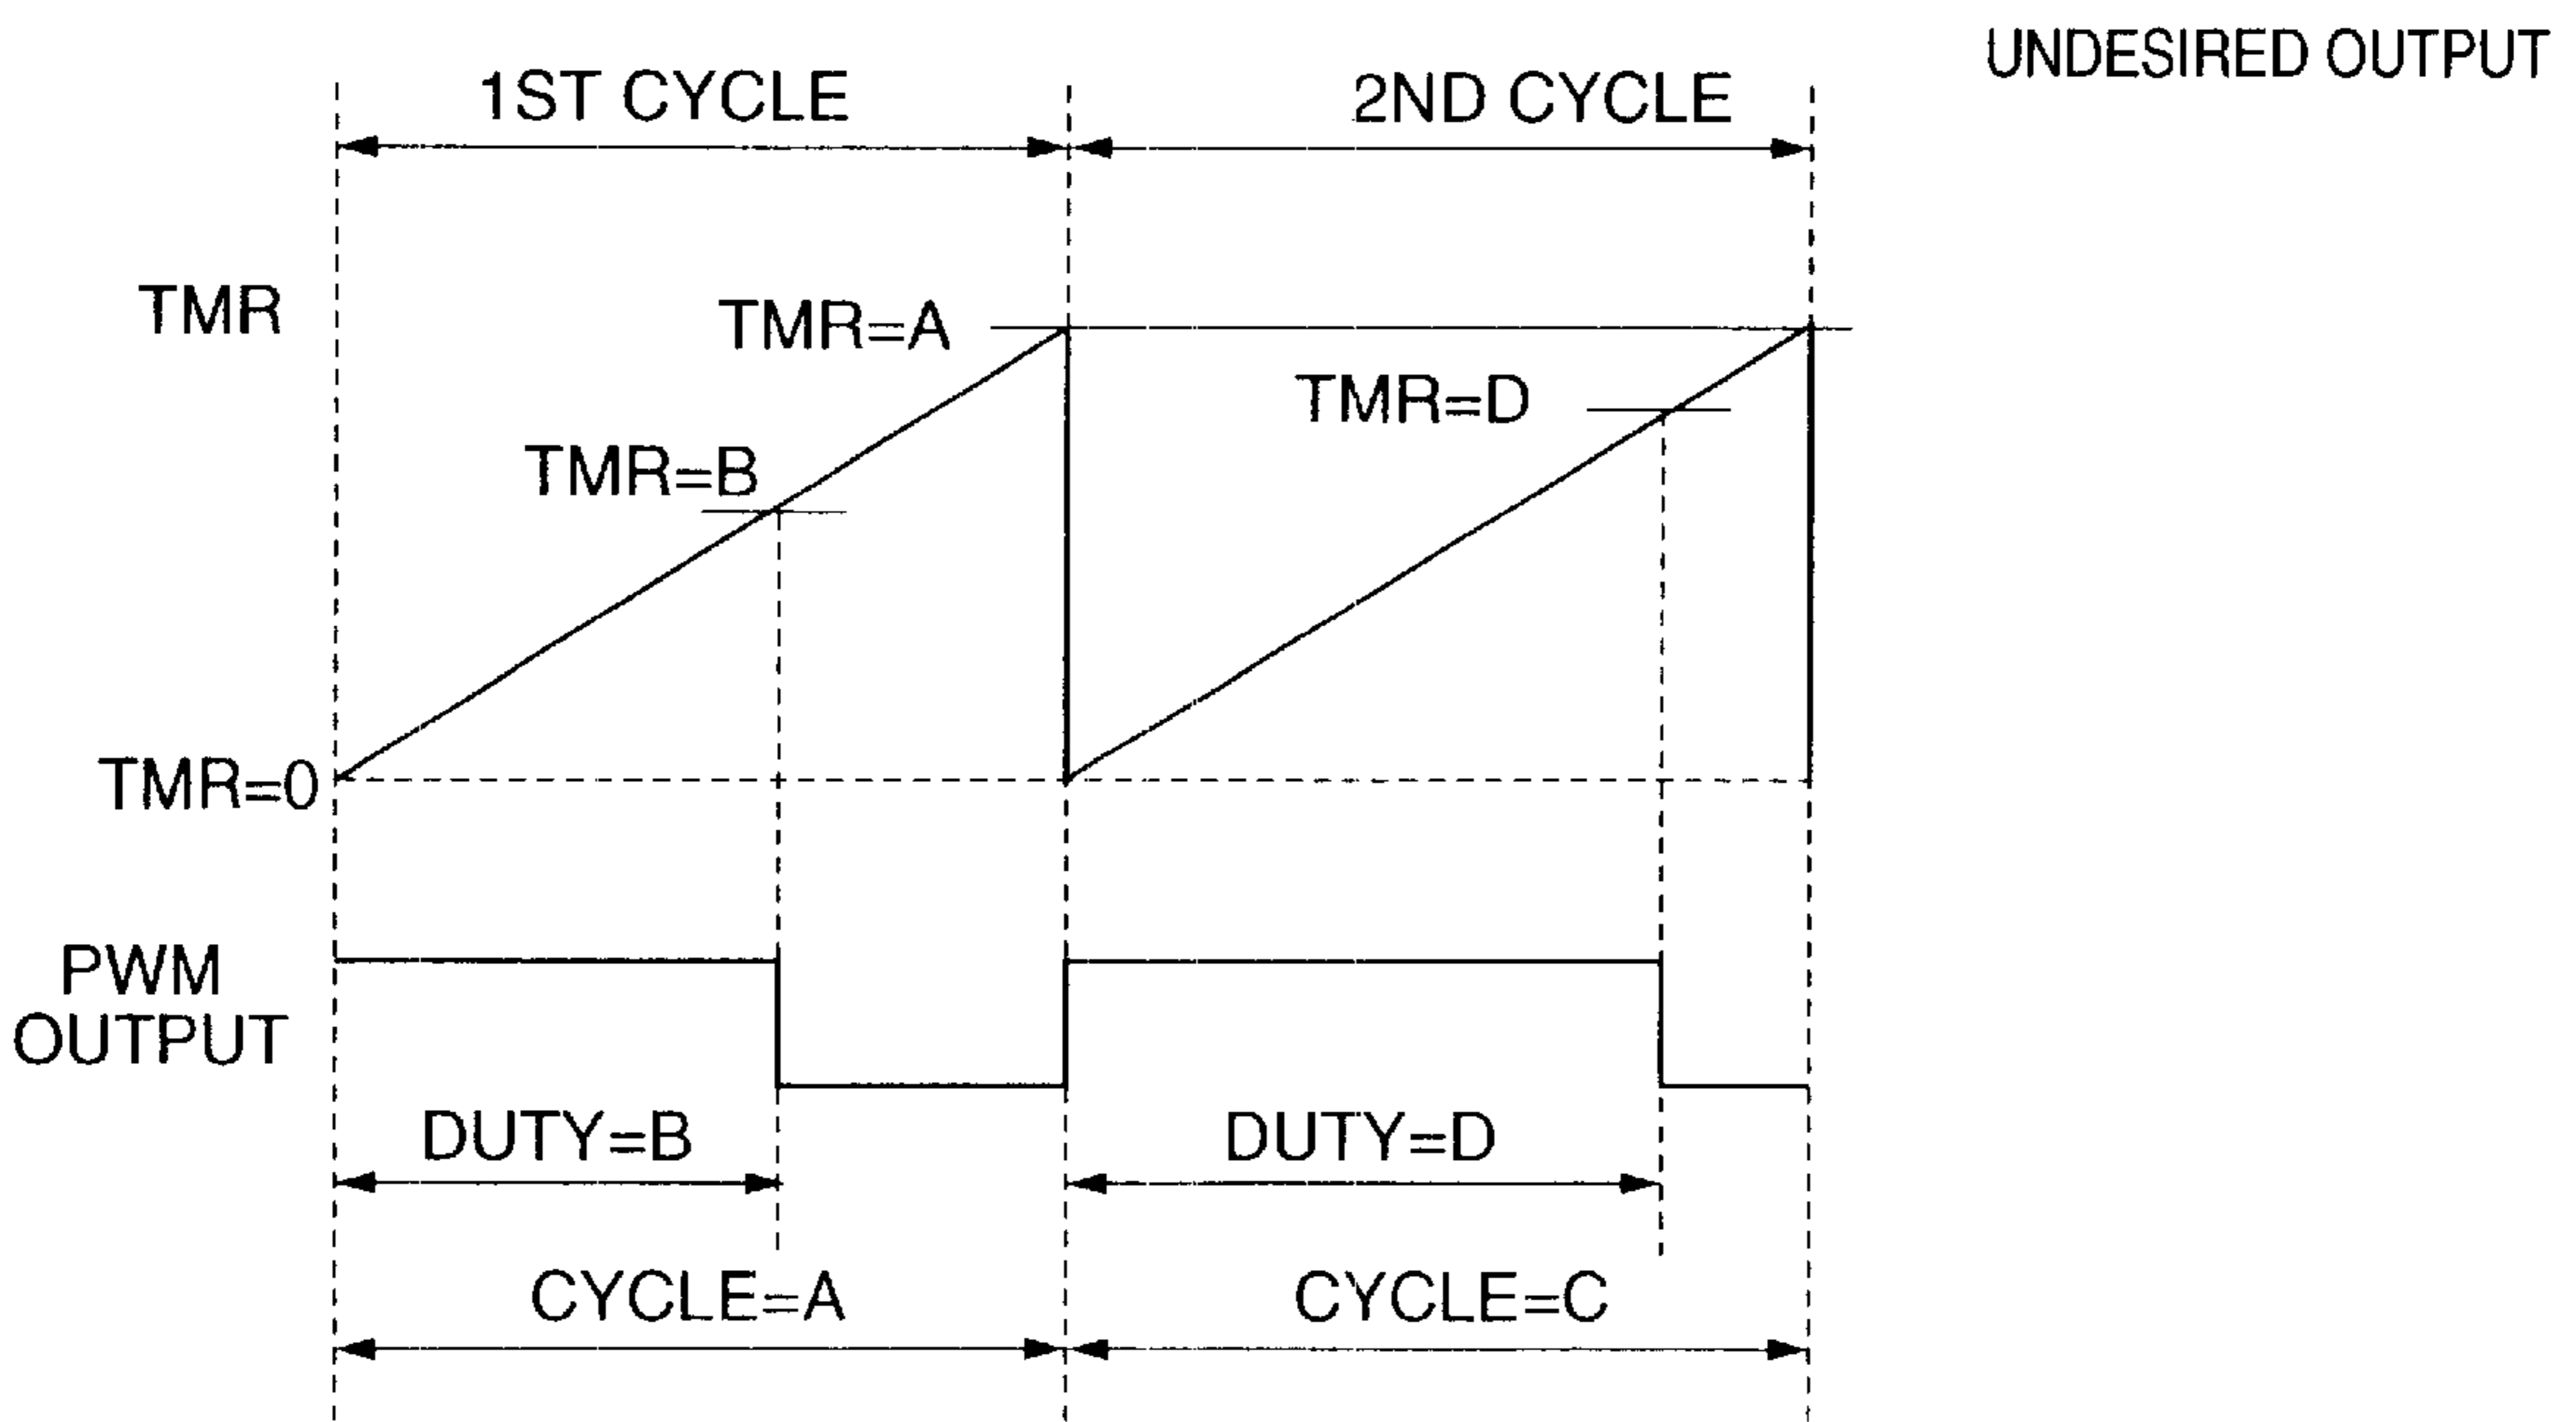 UNDESIRED OUTPUT
1ST CYCLE
2ND CYCLE
TMR
TMR=A
TMR=D
TMR=B
TMR=0
PWM
OUTPUT
DUTY=B
DUTY=D
CYCLE=A
CYCLE=C